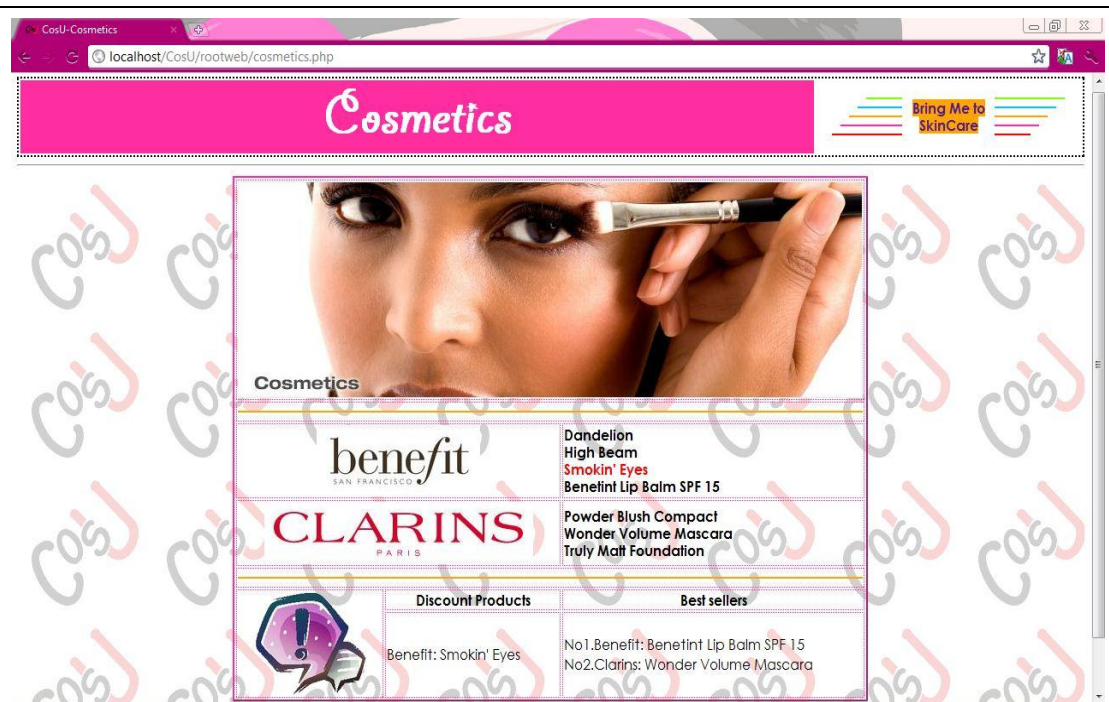 CosU-Cosmetics
localhost/CosU/rootweb/cosmetics.php
Cosmetics
Bring Me to
SkinCare
Cosmetics
benefit
SAN FRANCISCO
Dandelion
High Beam
Smokin' Eyes
Benetint Lip Balm SPF 15
CLARINS
PARIS
Powder Blush Compact
Wonder Volume Mascara
Truly Matt Foundation
Discount Products
Best sellers
Benefit: Smokin' Eyes
No1.Benefit: Benetint Lip Balm SPF 15
No2.Clarins: Wonder Volume Mascara
CosU